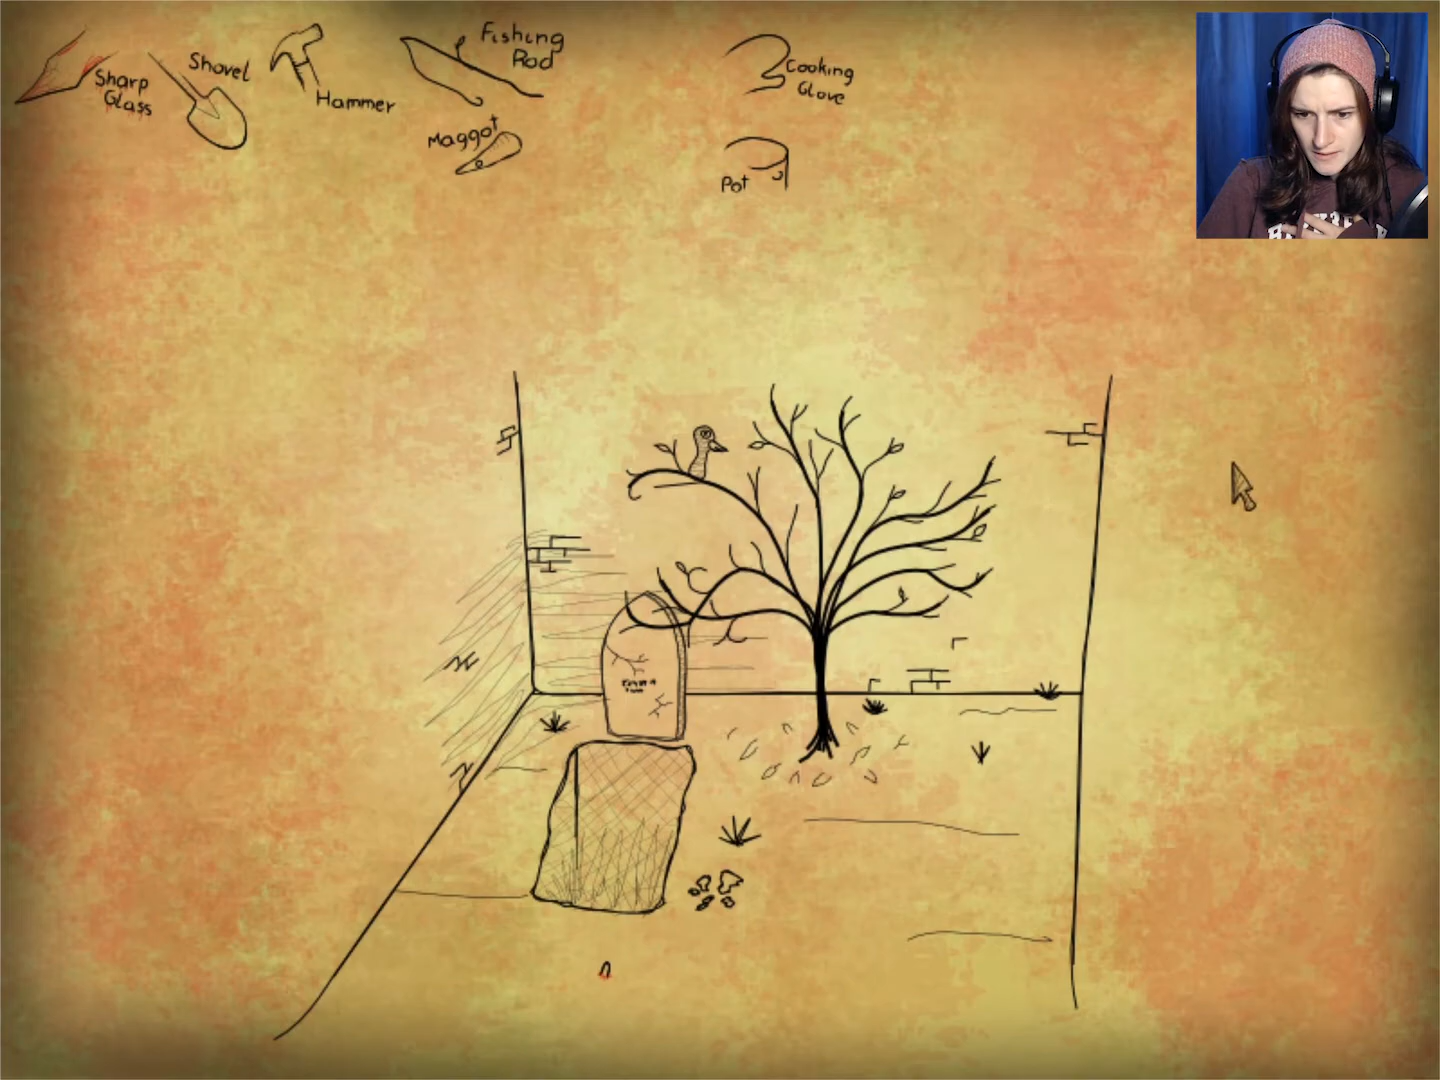 Sharp
Glass
Shovel
Hammer
Fishing
Rod
Maggot
Cooking
Glove
Pot